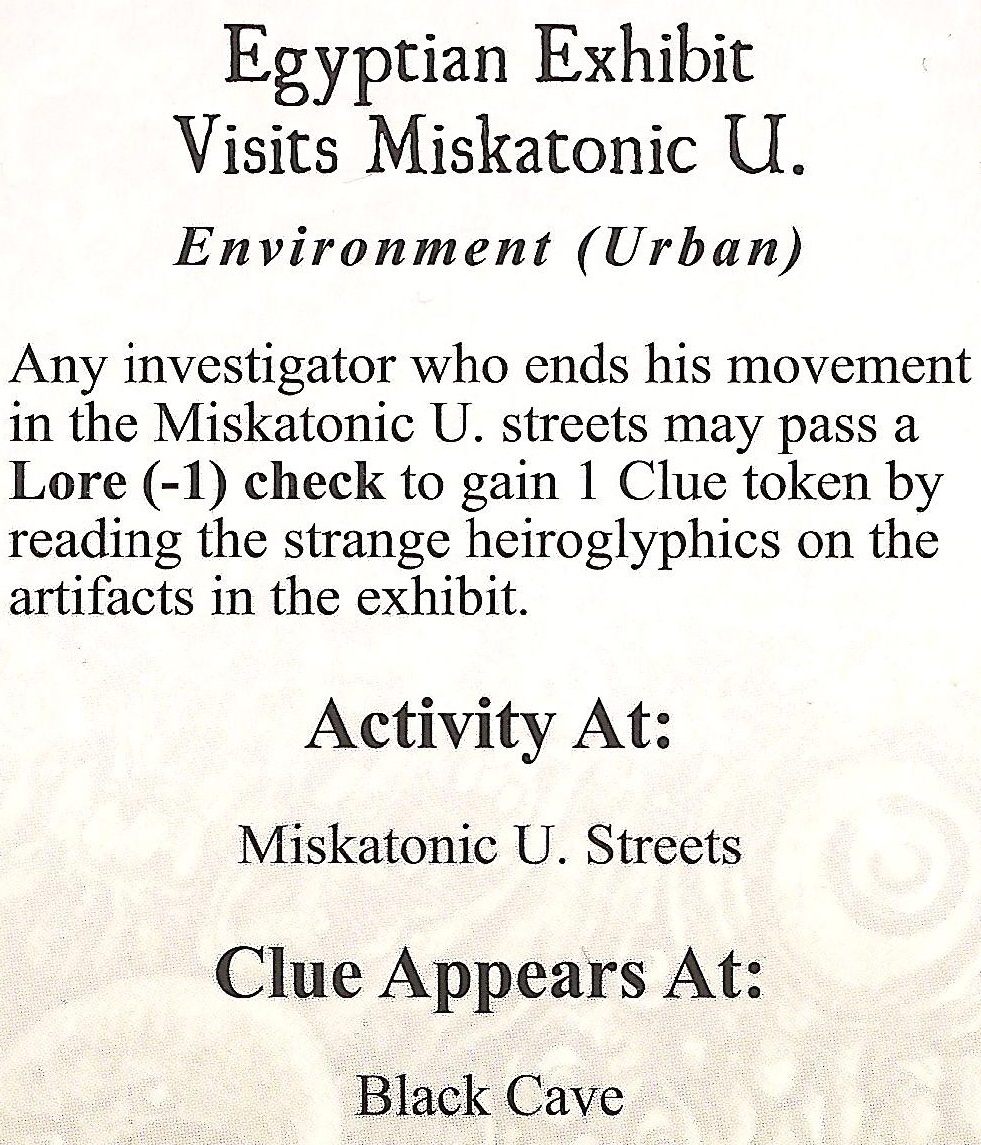 Egyptian Exhibit
Visits Miskatonic U.
Environment (Urban)
Any investigator who ends his movement
in the Miskatonic U. streets may pass a
Lore (-1) check to gain 1 Clue token by
reading the strange heiroglyphics on the
artifacts in the exhibit.
Activity At:
Miskatonic U. Streets
Clue Appears At:
Black Cave